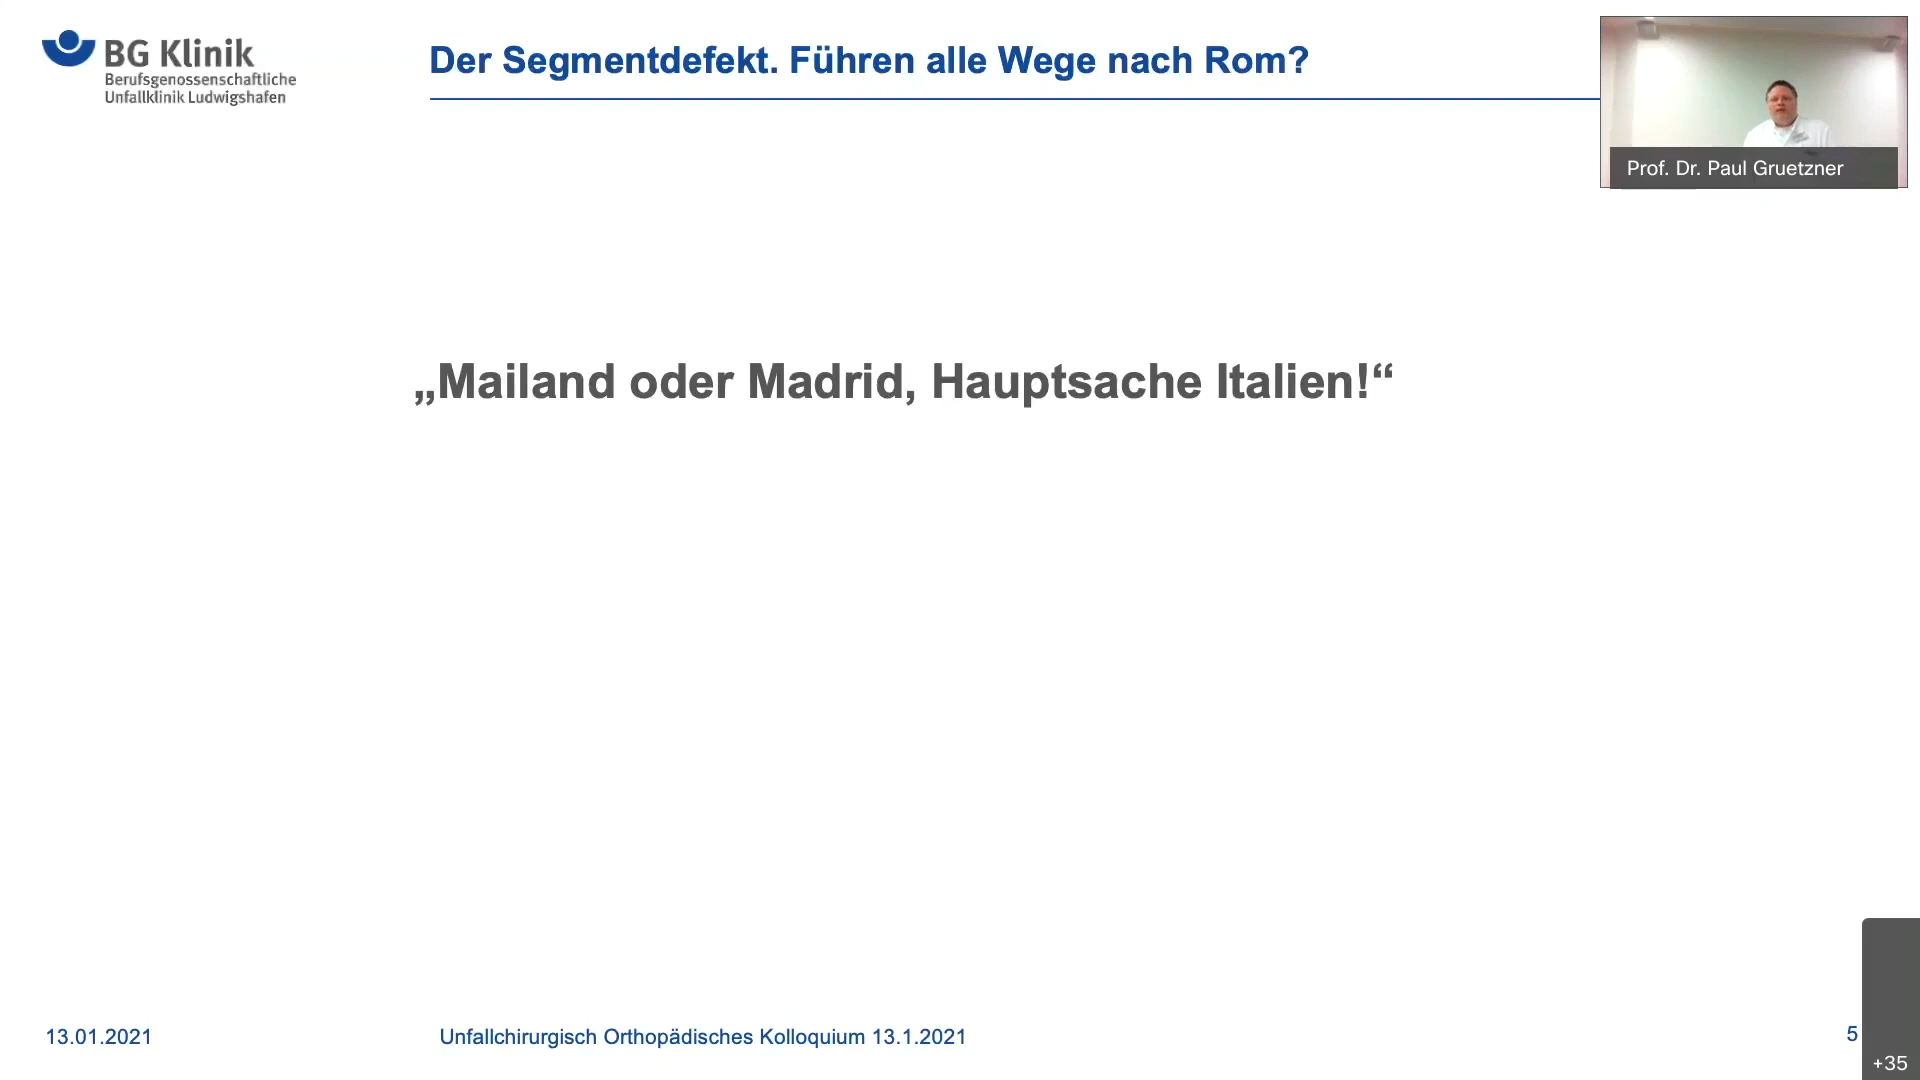 BG Klinik
Berufsgenossenschaftliche
Unfallklinik Ludwigshafen
Der Segmentdefekt. Führen alle Wege nach Rom?
Prof. Dr. Paul Gruetzner
„Mailand oder Madrid, Hauptsache Italien!“
13.01.2021
Unfallchirurgisch Orthopädisches Kolloquium 13.1.2021
5
+35